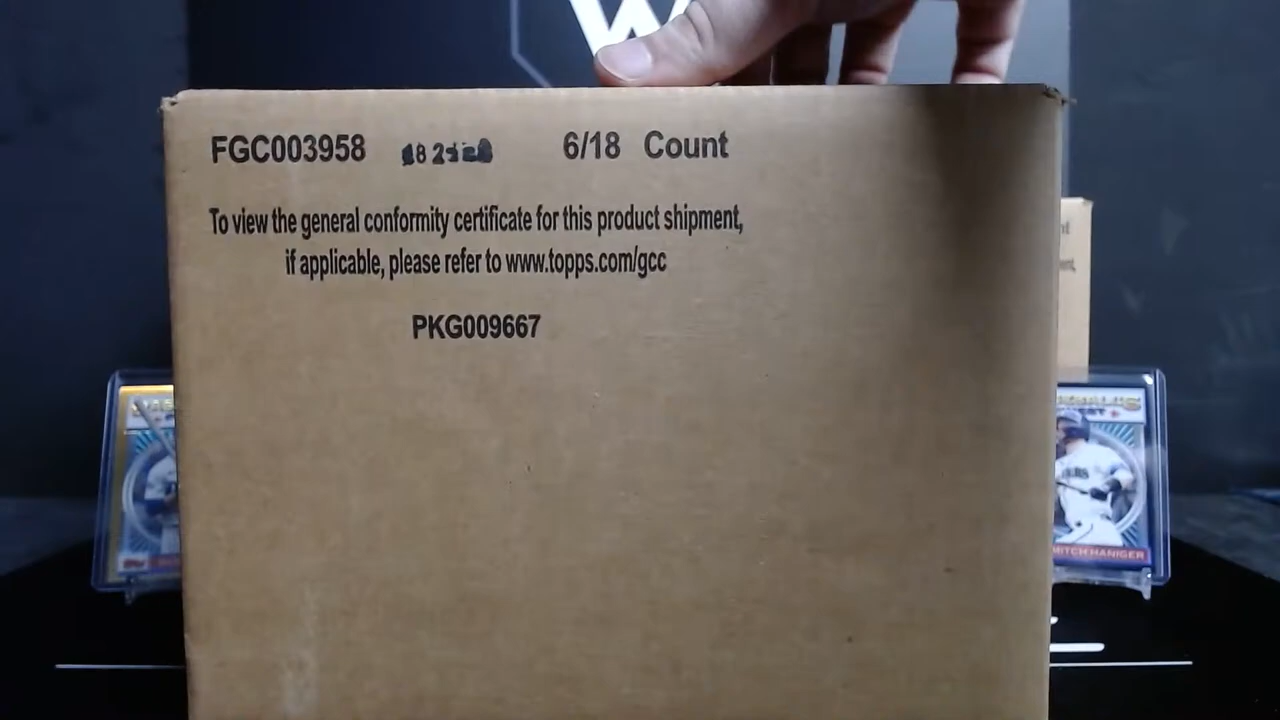 W
FGC003958 6/18 Count
To view the general conformity certificate for this product shipment,
if applicable, please refer to www.topps.com/gcc
PKG009667
MITCH HANIGER